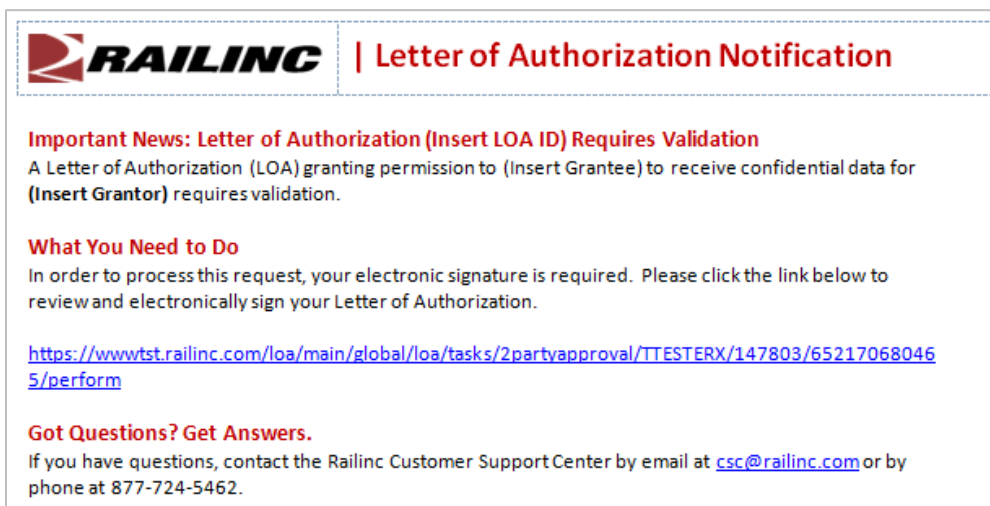 RAILINC | Letter of Authorization Notification
Important News: Letter of Authorization (Insert LOA ID) Requires Validation
A Letter of Authorization (LOA) granting permission to (Insert Grantee) to receive confidential data for
(Insert Grantor) requires validation.
What You Need to Do
In order to process this request, your electronic signature is required. Please click the link below to
review and electronically sign your Letter of Authorization.
https://wwwtst.railinc.com/loa/main/global/loa/tasks/2partyapproval/TTESTERX/147803/65217068046
5/perform
Got Questions? Get Answers.
If you have questions, contact the Railinc Customer Support Center by email at csc@railinc.com or by
phone at 877-724-5462.